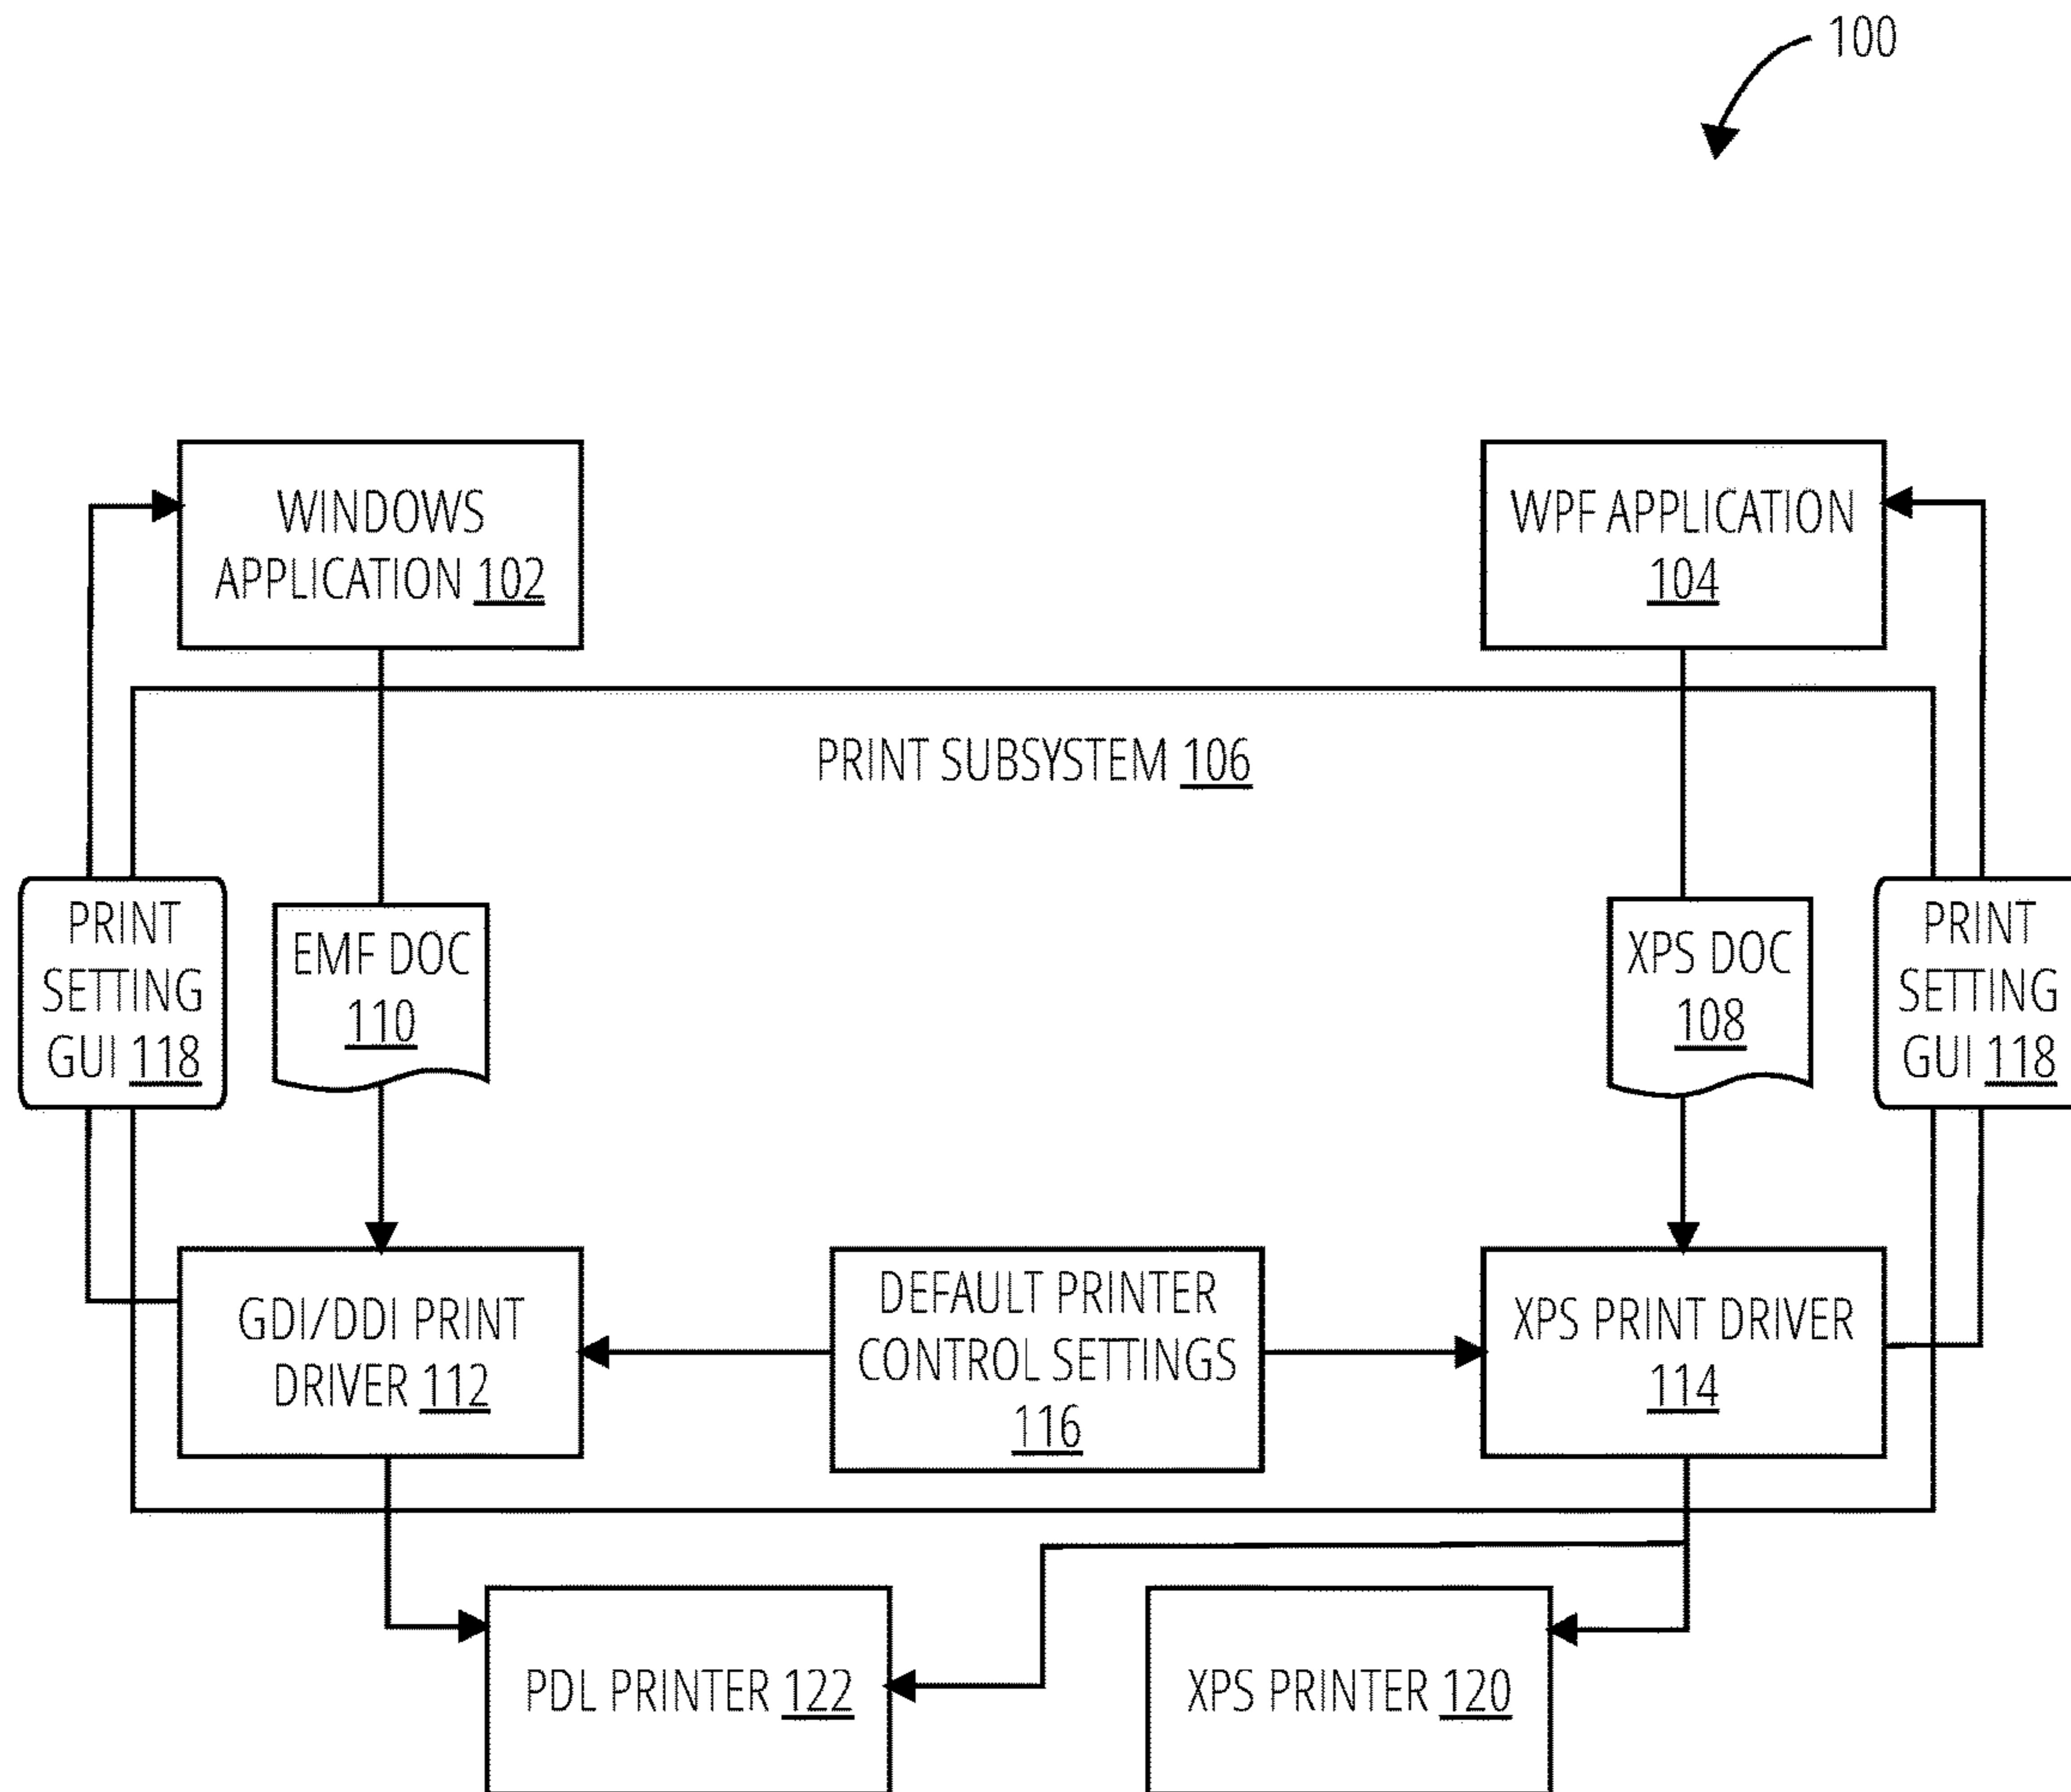 100
WINDOWS
APPLICATION 102
WPF APPLICATION
104
PRINT SUBSYSTEM 106
PRINT
SETTING
GUI 118
EMF DOC
110
XPS DOC
108
PRINT
SETTING
GUI 118
GDI/DDI PRINT
DRIVER 112
DEFAULT PRINTER
CONTROL SETTINGS
116
XPS PRINT DRIVER
114
PDL PRINTER 122
XPS PRINTER 120